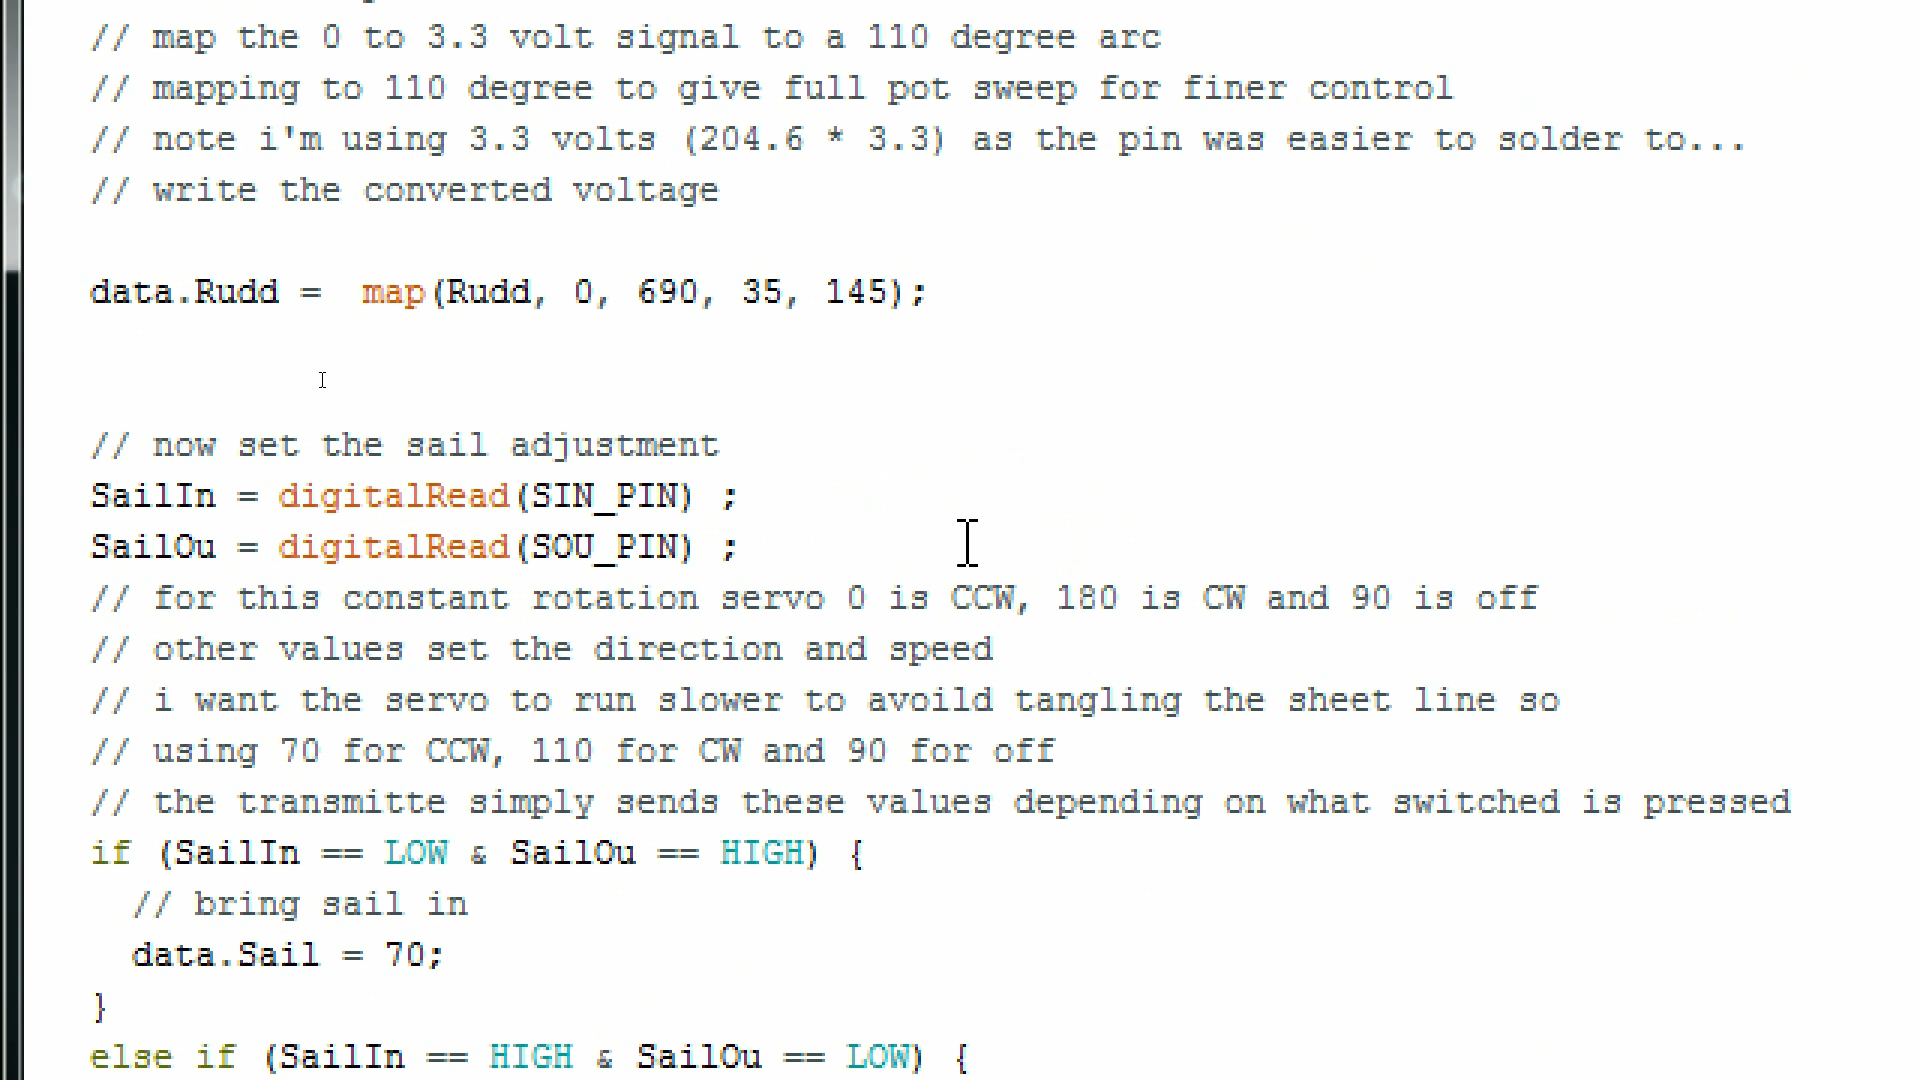 // map the 0 to 3.3 volt signal to a 110 degree arc
// mapping to 110 degree to give full pot sweep for finer control
// note i'm using 3.3 volts (204.6 * 3.3) as the pin was easier to solder to...
// write the converted voltage
data.Rudd =  map(Rudd, 0, 690, 35, 145);
// now set the sail adjustment
SailIn = digitalRead(SIN_PIN) ;
SailOu = digitalRead(SOU_PIN) ;
// for this constant rotation servo 0 is CCW, 180 is CW and 90 is off
// other values set the direction and speed
// i want the servo to run slower to avoild tangling the sheet line so
// using 70 for CCW, 110 for CW and 90 for off
// the transmitte simply sends these values depending on what switched is pressed
if (SailIn == LOW & SailOu == HIGH) {
  // bring sail in
  data.Sail = 70;
}
else if (SailIn == HIGH & SailOu == LOW) {